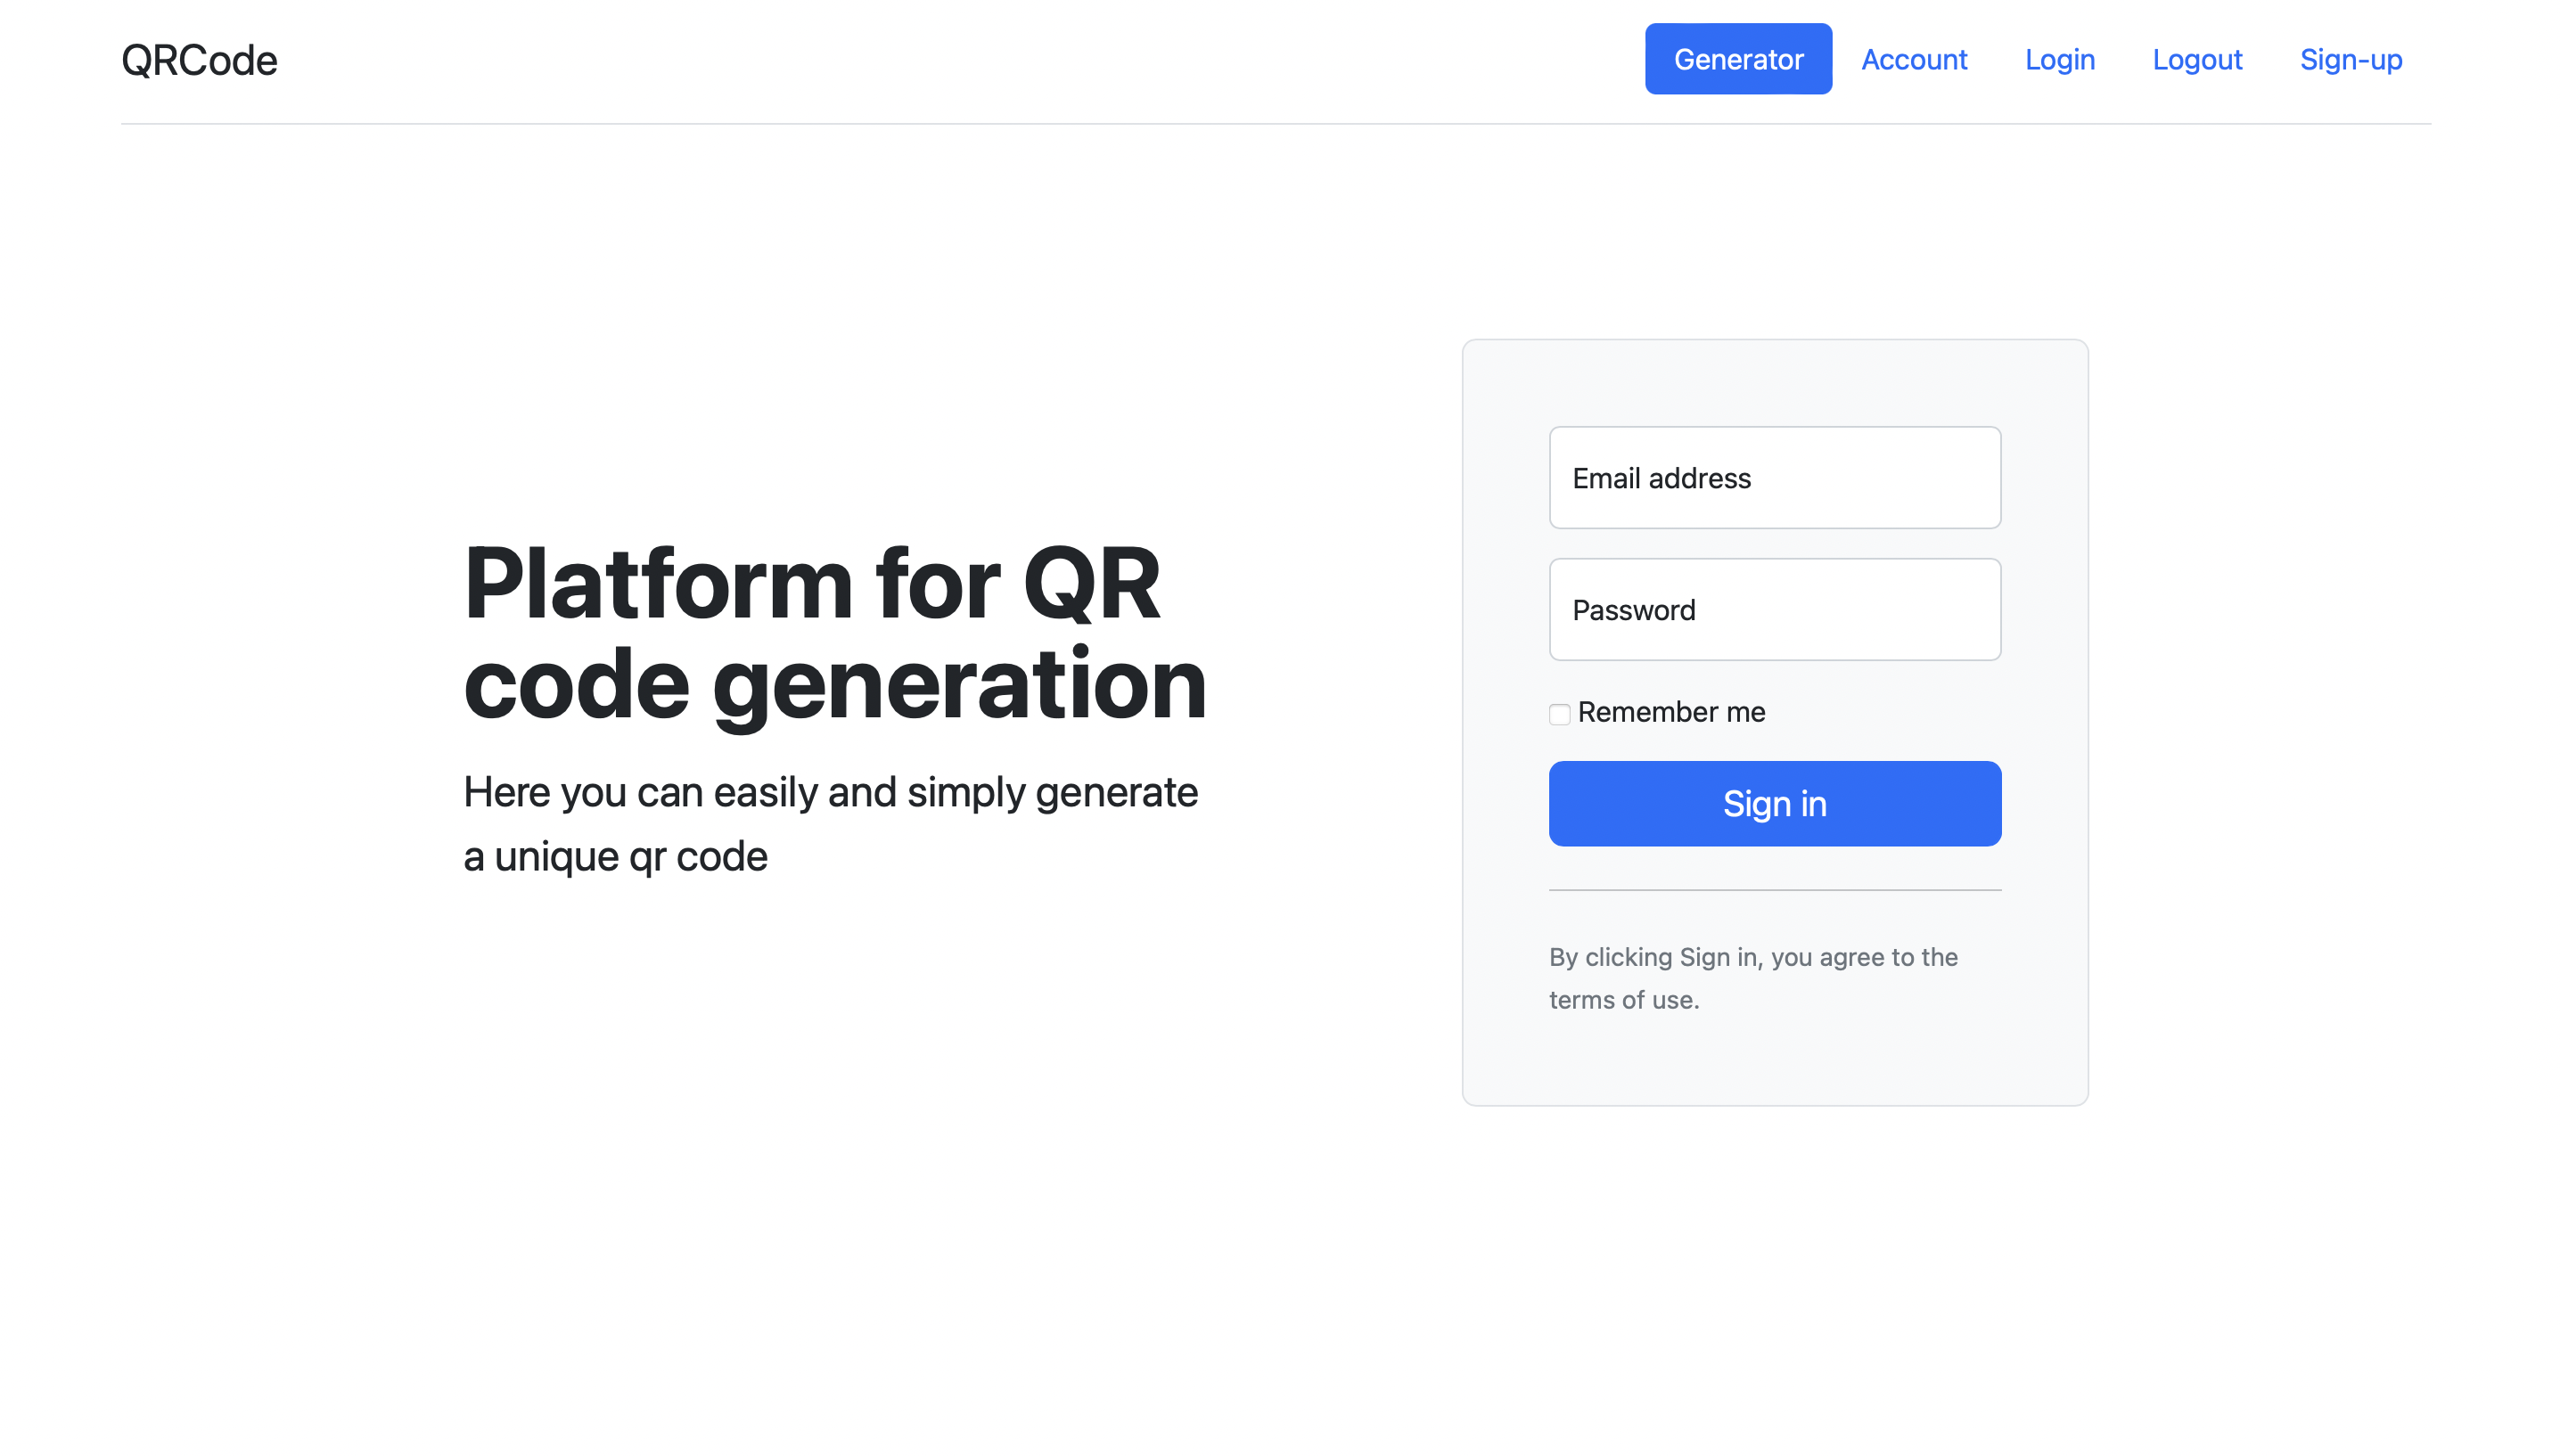 QRCode
Generator Account Login Logout Sign-up
Platform for QR
code generation
Here you can easily and simply generate
a unique qr code
Email address
Password
Remember me
Sign in
By clicking Sign in, you agree to the
terms of use.